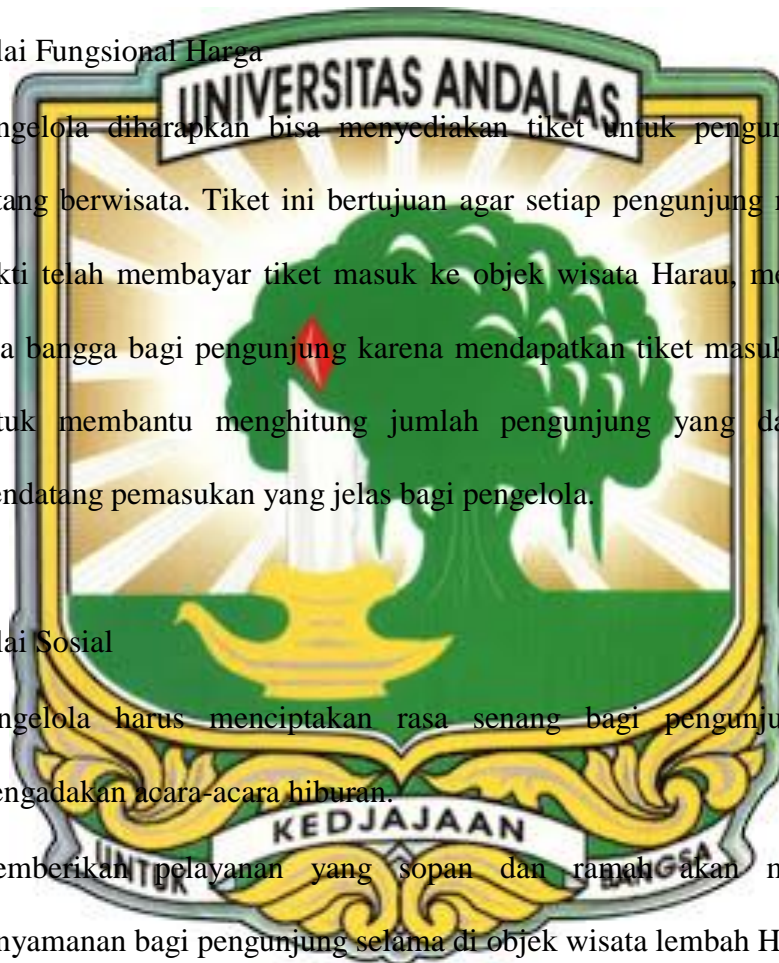 lai Fungsional Harga
UNIVERSITAS ANDALAS
ngelola diharapkan bisa menyediakan tiket untuk pengun
tang berwisata. Tiket ini bertujuan agar setiap pengunjung
kti telah membayar tiket masuk ke objek wisata Harau, me
a bangga bagi pengunjung karena mendapatkan tiket masuk
tuk membantu menghitung jumlah pengunjung yang da
endatang pemasukan yang jelas bagi pengelola.
lai Sosial
ngelola harus menciptakan rasa senang bagi pengunju
engadakan acara-acara hiburan.
KEDJAJAAN
UNTUK BANGSA
emberikan pelayanan yang sopan dan ramah akan m
nyamanan bagi pengunjung selama di objek wisata lembah H